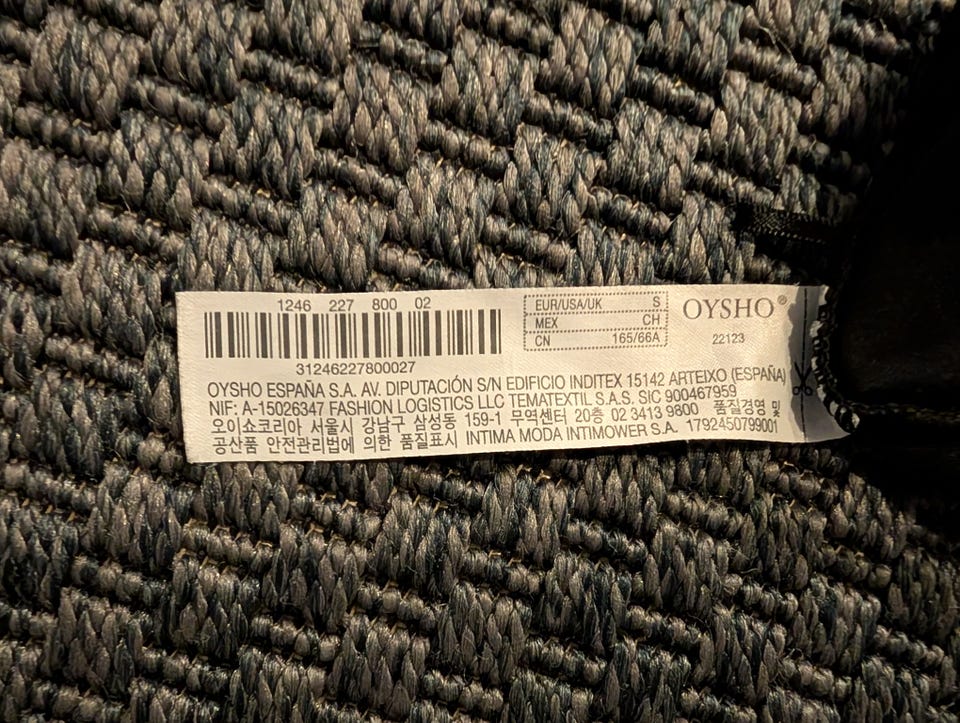 1246 227 800 02
31246227800027
EUR/USA/UK S
MEX CH
CN 165/66A
OYSHO®
22123
OYSHO ESPAÑA S.A. AV. DIPUTACIÓN S/N EDIFICIO INDITEX 15142 ARTEIXO (ESPAÑA)
NIF: A-15026347 FASHION LOGISTICS LLC TEMATEXTIL S.A.S. SIC 900467959
오이쇼코리아 서울시 강남구 삼성동 159-1 무역센터 20층 02 3413 9800 품질경영 및
공산품 안전관리법에 의한 품질표시 INTIMA MODA INTIMOWER S.A. 1792450799001